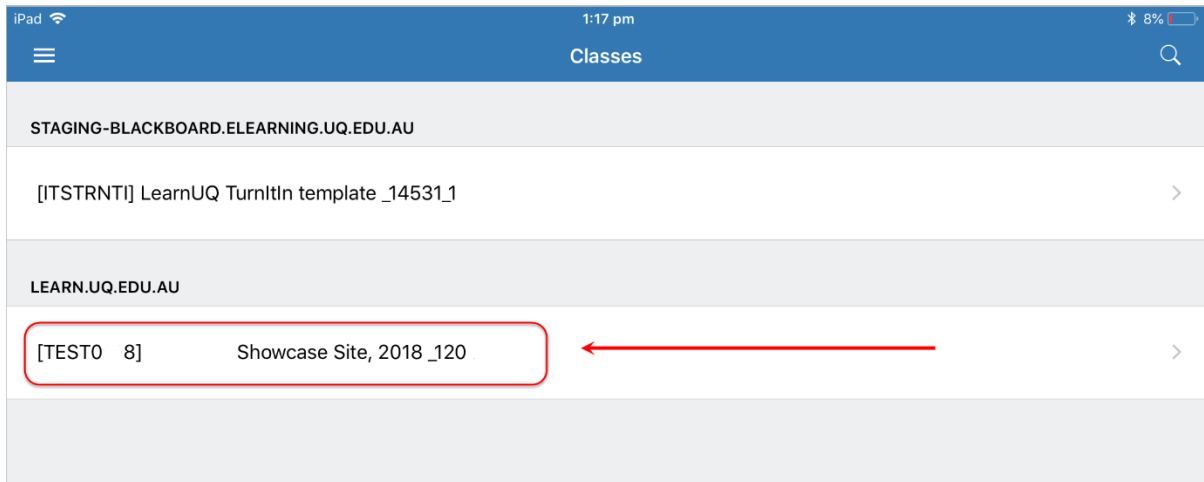 iPad 1:17 pm 8%
Classes
STAGING-BLACKBOARD.ELEARNING.UQ.EDU.AU
[ITSTRNTI] LearnUQ TurnItIn template _14531_1
LEARN.UQ.EDU.AU
[TEST0 8] Showcase Site, 2018 _120